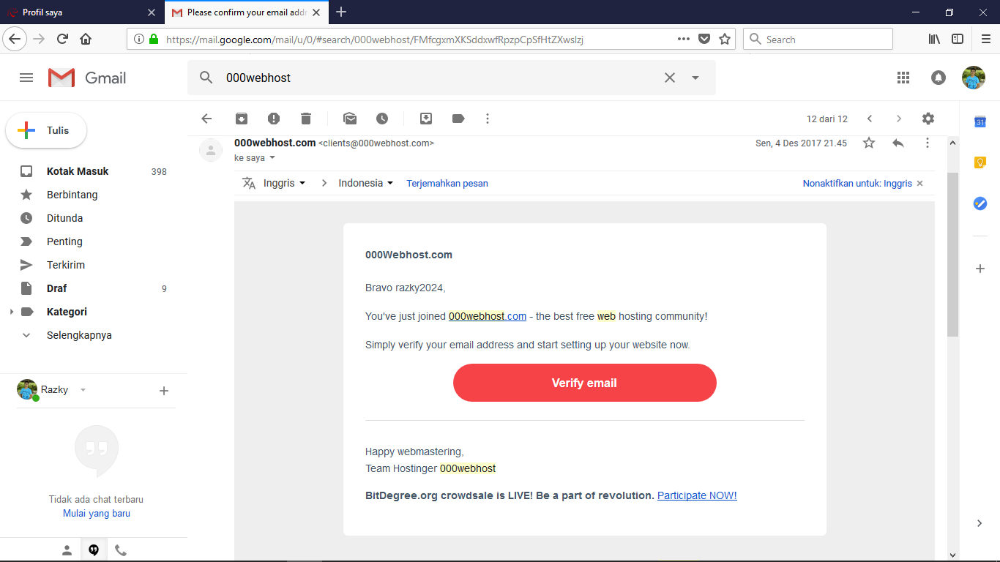 Profil saya
Please confirm your email addr
https://mail.google.com/mail/u/0/#search/000webhost/FMfcgxmXKSddxwfRpzpCpSfHtZXwslzj
Search
Gmail
000webhost
Tulis
12 dari 12
31
000webhost.com <clients@000webhost.com>
Sen, 4 Des 2017 21.45
ke saya
Inggris
Indonesia
Terjemahkan pesan
Nonaktifkan untuk: Inggris
Kotak Masuk 398
Berbintang
Ditunda
Penting
Terkirim
Draf 9
Kategori
Selengkapnya
Razky
Tidak ada chat terbaru
Mulai yang baru
000Webhost.com
Bravo razky2024,
You've just joined 000webhost.com - the best free web hosting community!
Simply verify your email address and start setting up your website now.
Verify email
Happy webmastering,
Team Hostinger 000webhost
BitDegree.org crowdsale is LIVE! Be a part of revolution. Participate NOW!